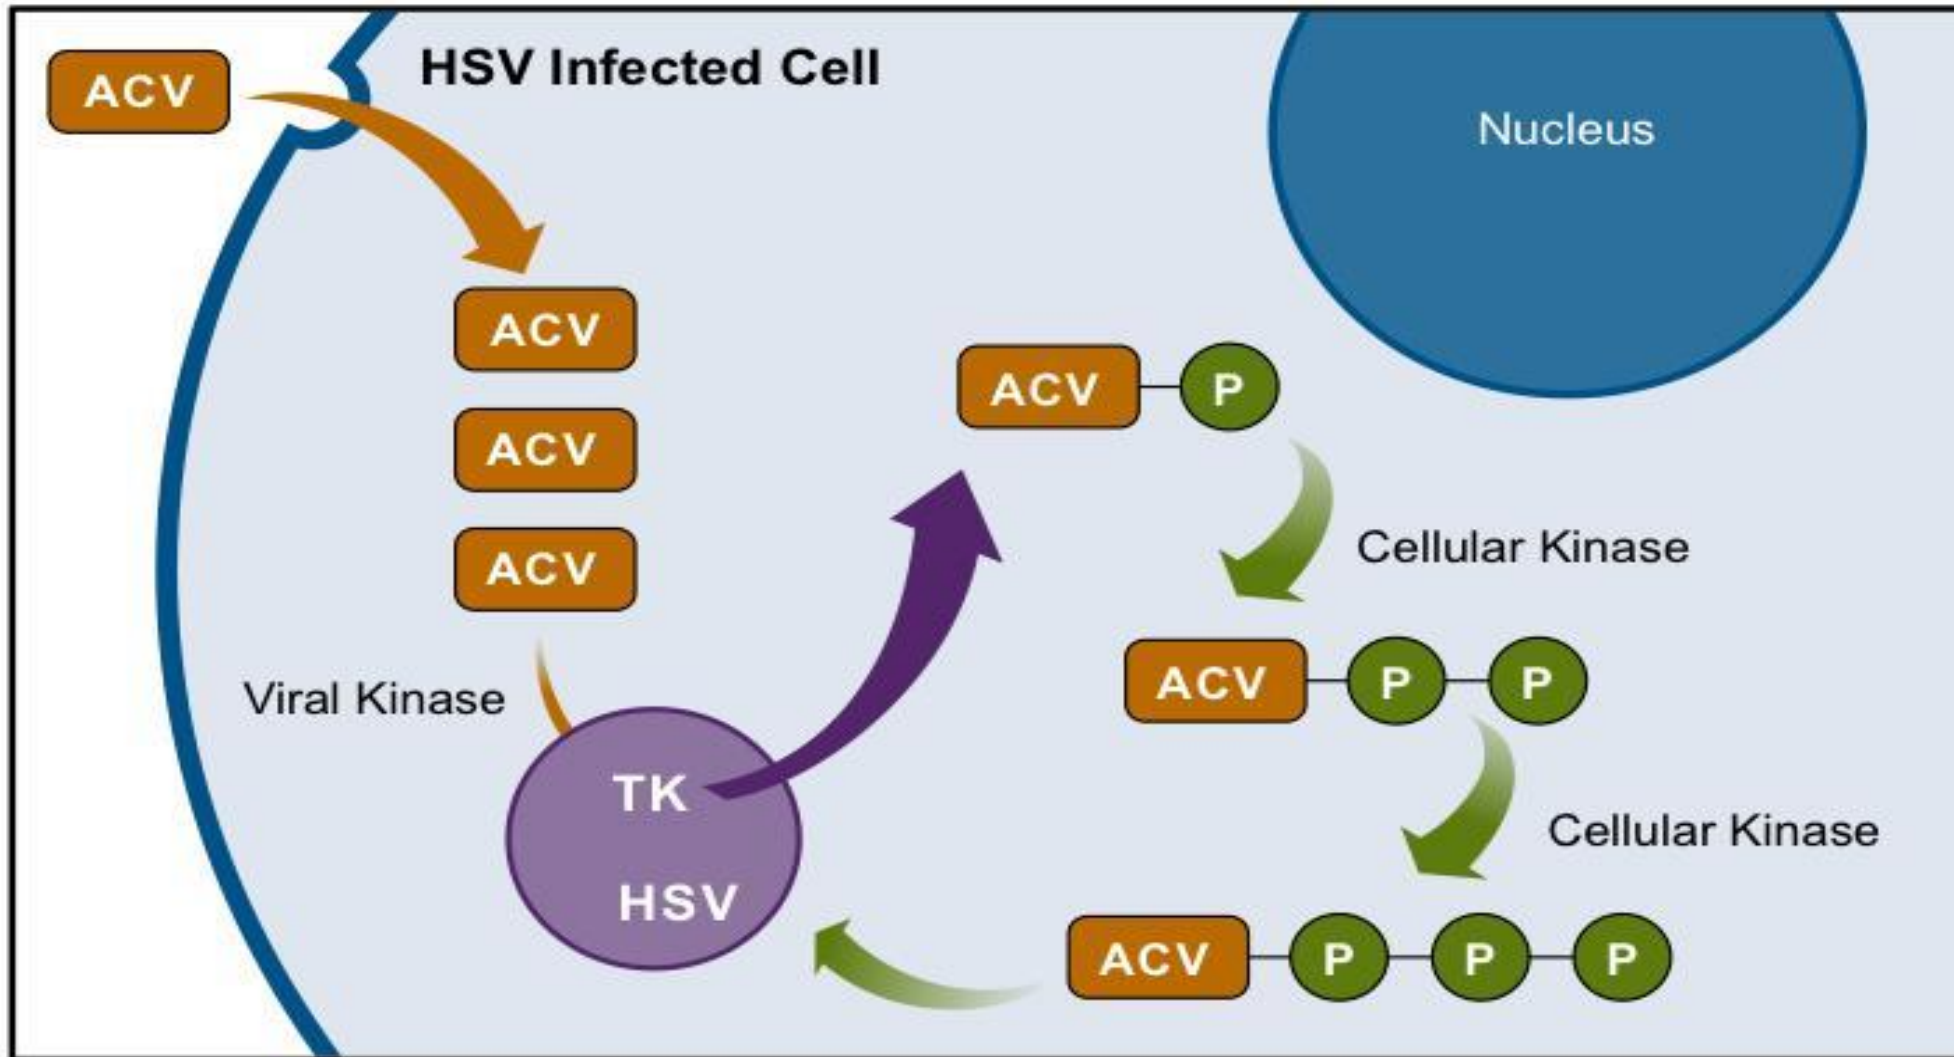 HSV Infected Cell
ACV
Nucleus
ACV
ACV
ACV
Viral Kinase
TK
HSV
ACV P
Cellular Kinase
ACV P P
Cellular Kinase
ACV P P P